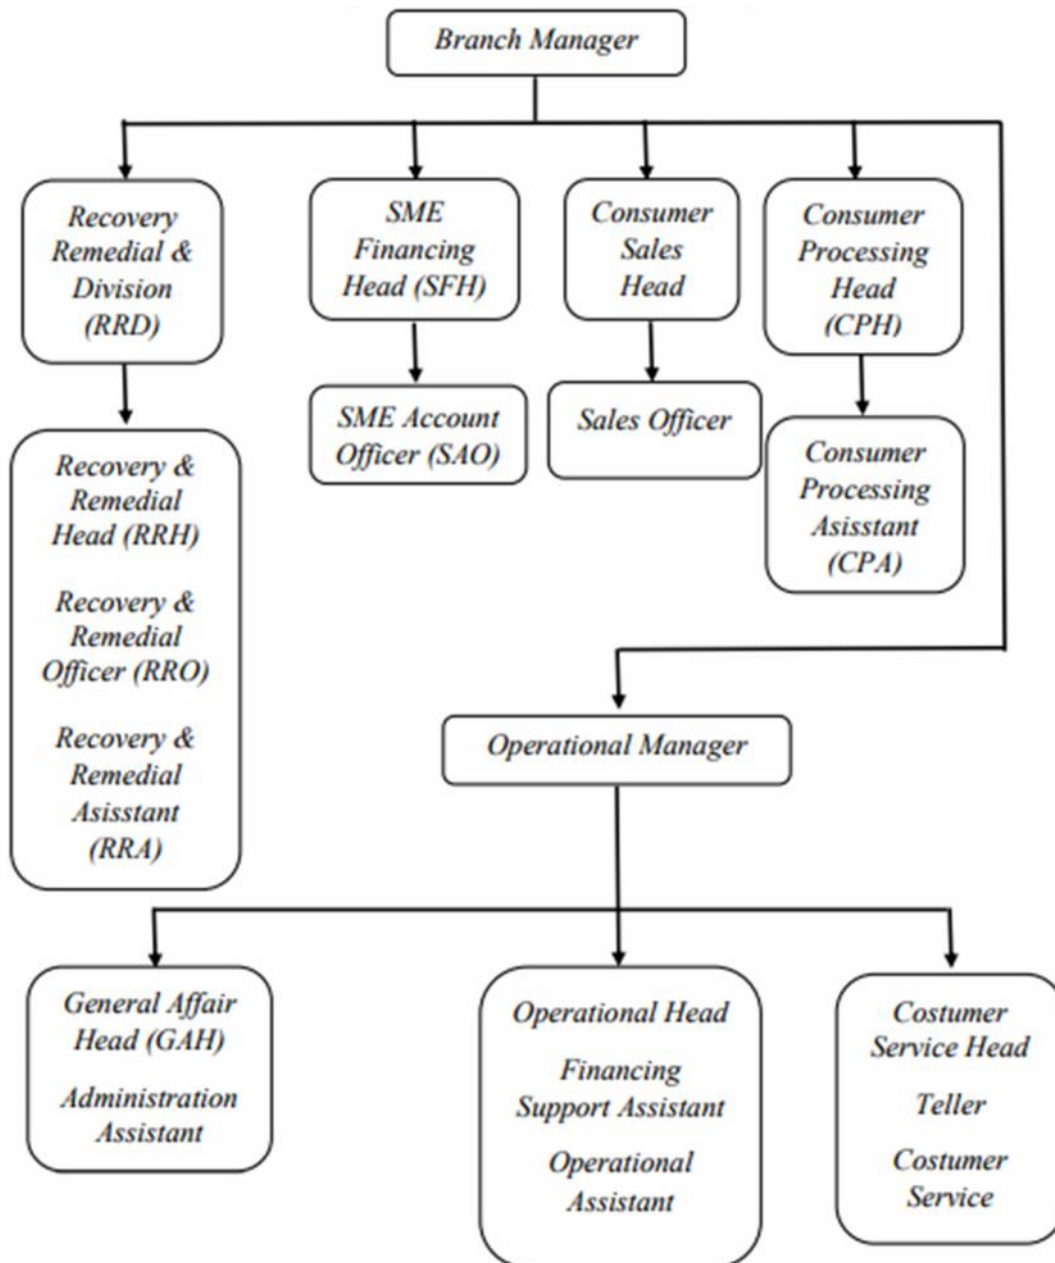 Branch Manager
Recovery
Remedial &
Division
(RRD)
SME
Financing
Head (SFH)
Consumer
Sales
Head
Consumer
Processing
Head
(CPH)
Recovery &
Remedial
Head (RRH)
Recovery &
Remedial
Officer (RRO)
Recovery &
Remedial
Asisstant
(RRA)
SME Account
Officer (SAO)
Sales Officer
Consumer
Processing
Asisstant
(CPA)
Operational Manager
General Affair
Head (GAH)
Administration
Assistant
Operational Head
Financing
Support Assistant
Operational
Assistant
Costumer
Service Head
Teller
Costumer
Service